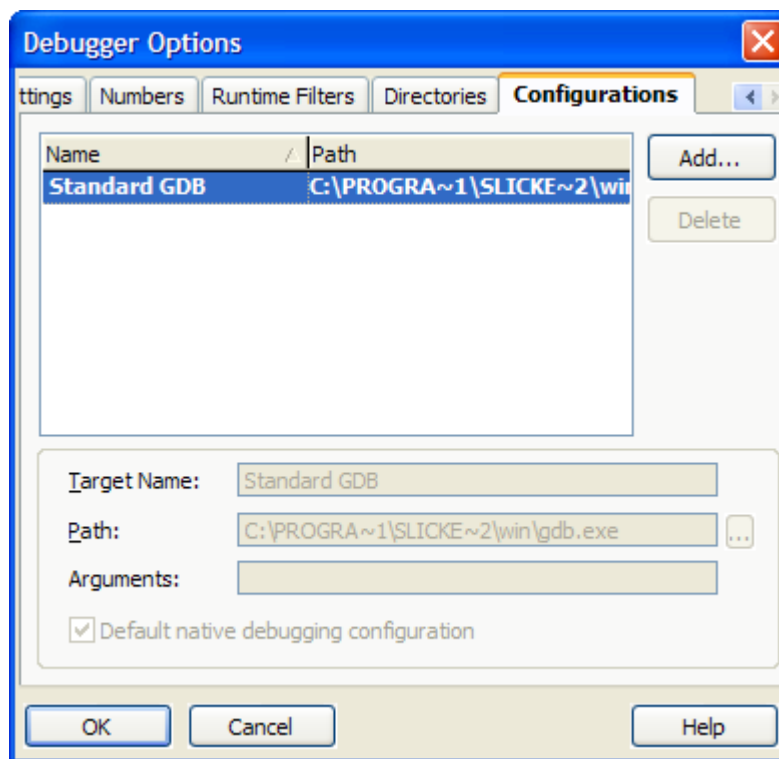 Debugger Options
ttings Numbers Runtime Filters Directories Configurations
Name Path Add...
Standard GDB C:\PROGRA~1\SLICKE~2\wi
Delete
Target Name: Standard GDB
Path: C:\PROGRA~1\SLICKE~2\win\gdb.exe ...
Arguments:
Default native debugging configuration
OK Cancel Help